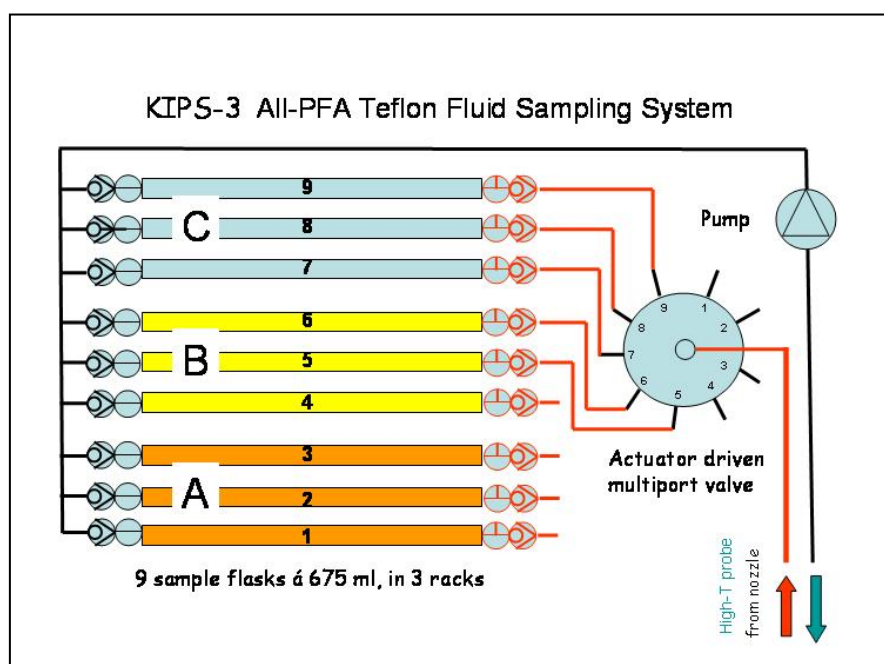 KIPS-3 All-PFA Teflon Fluid Sampling System
9
C
8
7
6
B
5
4
3
A
2
1
Pump
9
1
8
2
7
3
6
5
4
Actuator driven
multiport valve
9 sample flasks á 675 ml, in 3 racks
High-T probe
from nozzle